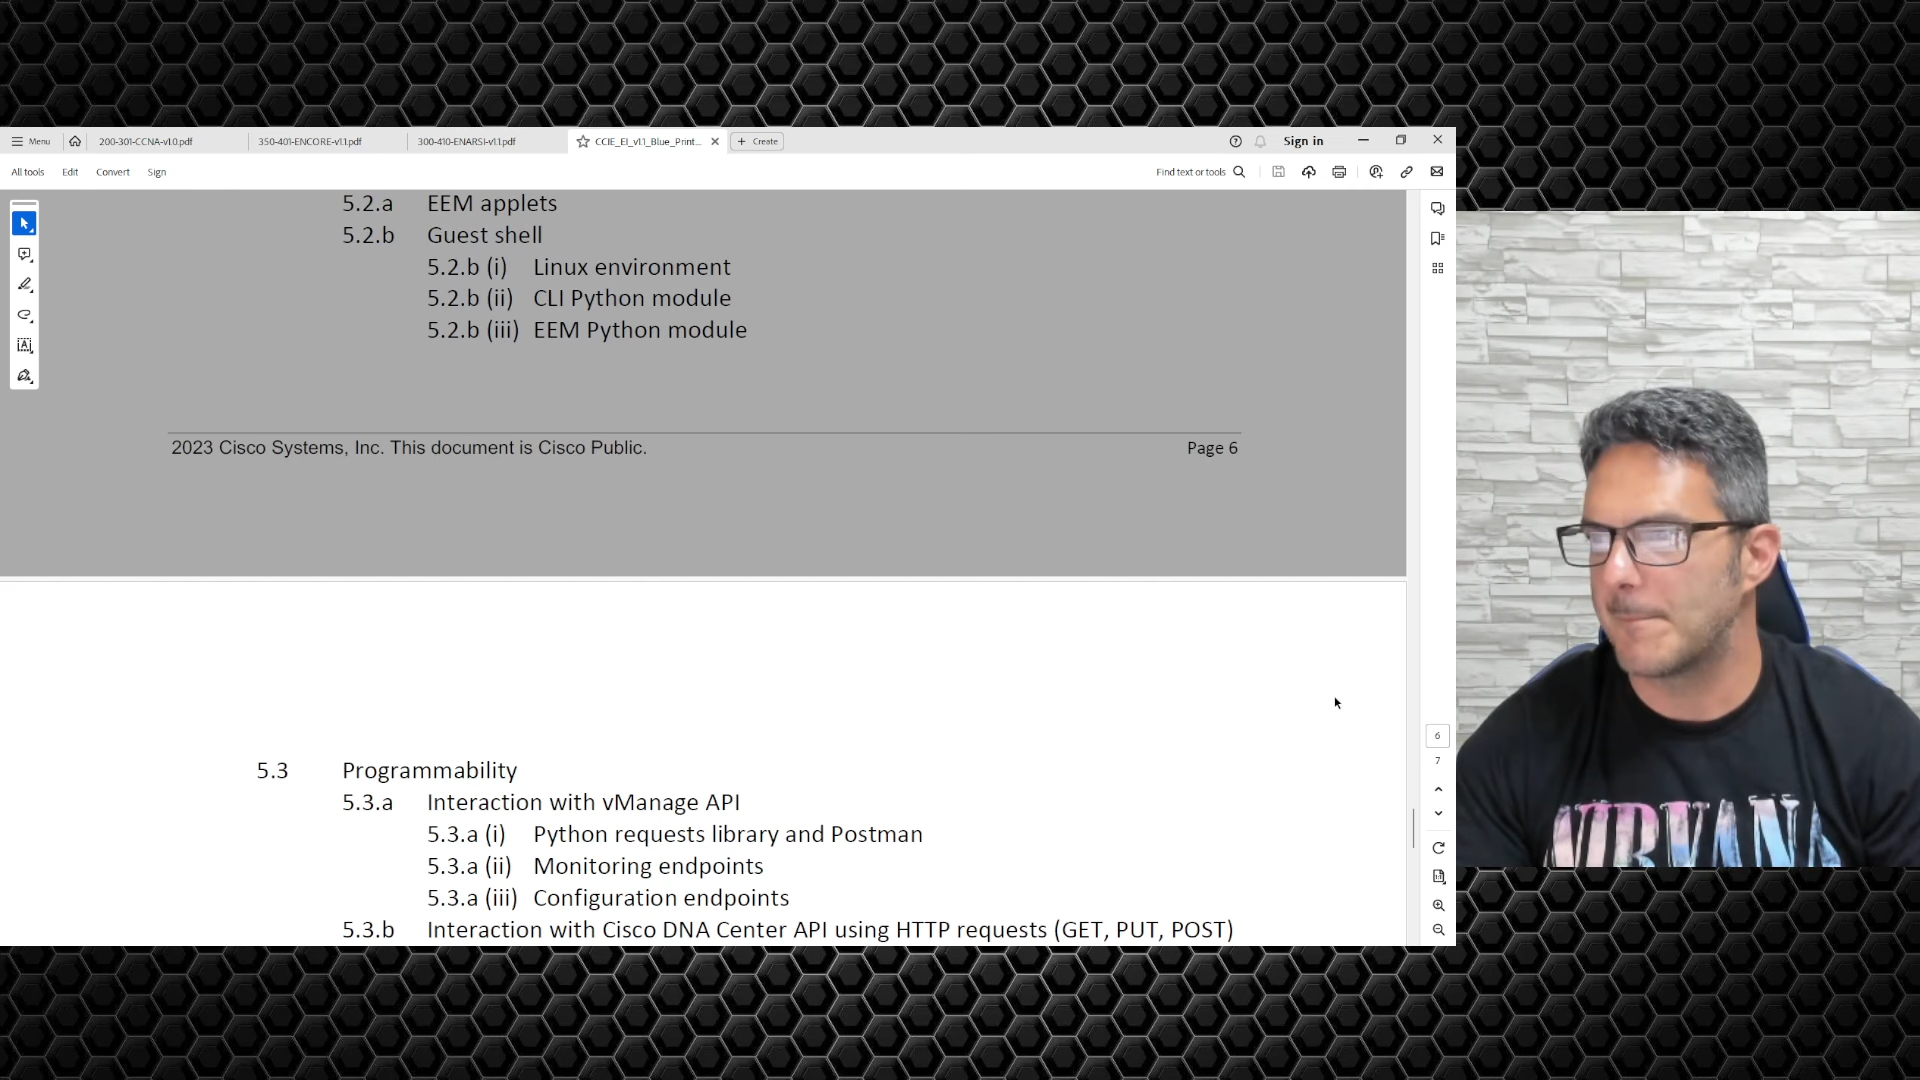 Menu
200-301-CCNA-v1.0.pdf
350-401-ENCORE-v1.1.pdf
300-410-ENARSI-v1.1.pdf
CCIE_EI_v1.1_Blue_Print...
Create
Sign in
All tools
Edit
Convert
Sign
Find text or tools
5.2.a EEM applets
5.2.b Guest shell
5.2.b (i) Linux environment
5.2.b (ii) CLI Python module
5.2.b (iii) EEM Python module
2023 Cisco Systems, Inc. This document is Cisco Public.
Page 6
5.3 Programmability
5.3.a Interaction with vManage API
5.3.a (i) Python requests library and Postman
5.3.a (ii) Monitoring endpoints
5.3.a (iii) Configuration endpoints
5.3.b Interaction with Cisco DNA Center API using HTTP requests (GET, PUT, POST)
6
7
NIRVANA